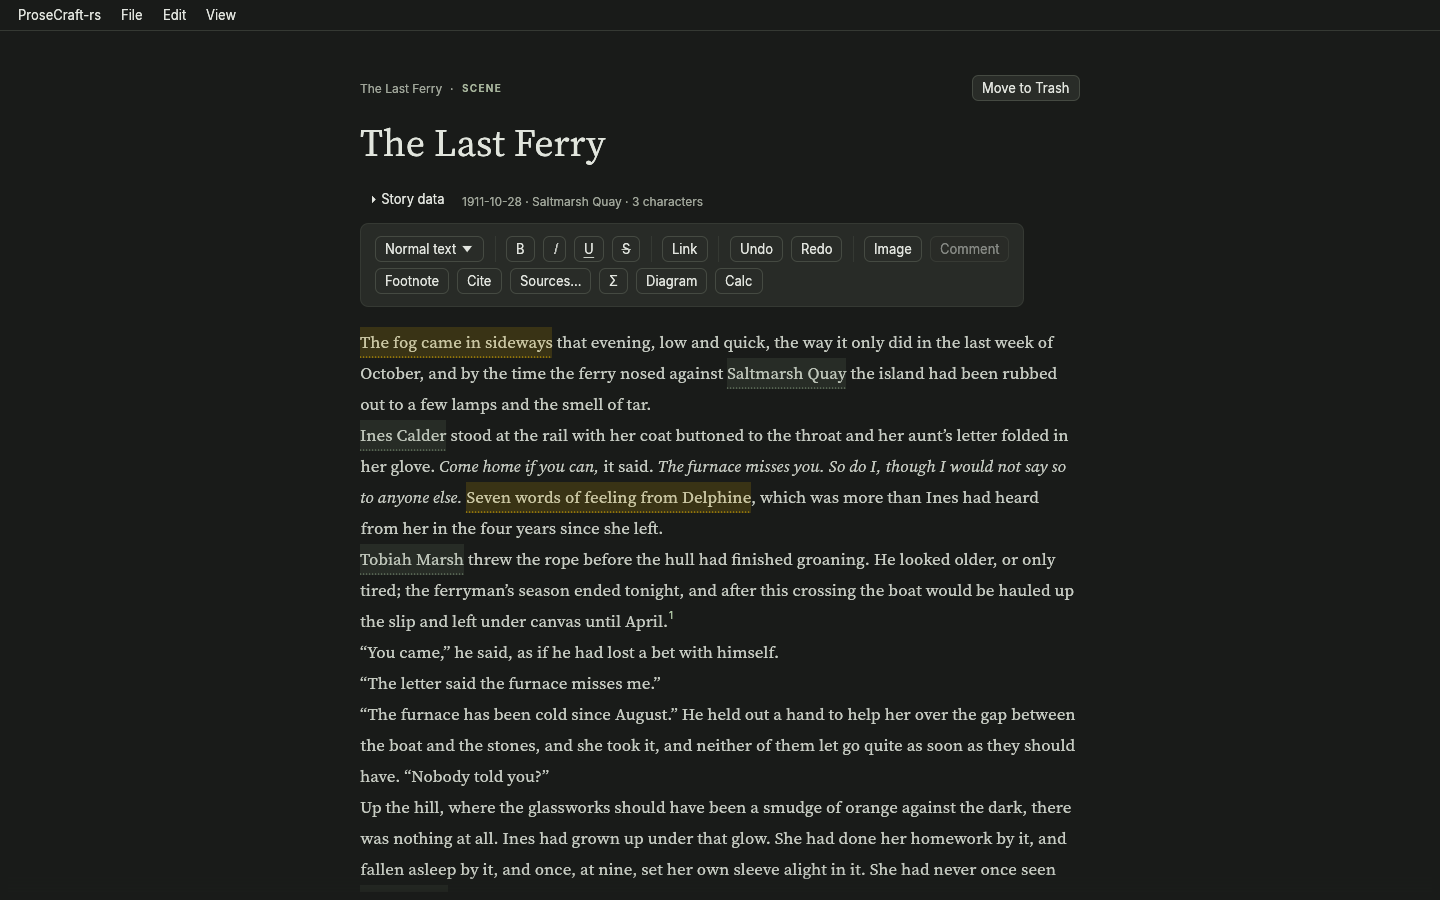 ProseCraft-rs File Edit View
The Last Ferry · SCENE
Move to Trash
The Last Ferry
Story data 1911-10-28 · Saltmarsh Quay · 3 characters
Normal text B I U S Link Undo Redo Image Comment
Footnote Cite Sources... Σ Diagram Calc
The fog came in sideways that evening, low and quick, the way it only did in the last week of
October, and by the time the ferry nosed against Saltmarsh Quay the island had been rubbed
out to a few lamps and the smell of tar.
Ines Calder stood at the rail with her coat buttoned to the throat and her aunt’s letter folded in
her glove. Come home if you can, it said. The furnace misses you. So do I, though I would not say so
to anyone else. Seven words of feeling from Delphine, which was more than Ines had heard
from her in the four years since she left.
Tobiah Marsh threw the rope before the hull had finished groaning. He looked older, or only
tired; the ferryman’s season ended tonight, and after this crossing the boat would be hauled up
the slip and left under canvas until April.1
“You came,” he said, as if he had lost a bet with himself.
“The letter said the furnace misses me.”
“The furnace has been cold since August.” He held out a hand to help her over the gap between
the boat and the stones, and she took it, and neither of them let go quite as soon as they should
have. “Nobody told you?”
Up the hill, where the glassworks should have been a smudge of orange against the dark, there
was nothing at all. Ines had grown up under that glow. She had done her homework by it, and
fallen asleep by it, and once, at nine, set her own sleeve alight in it. She had never once seen